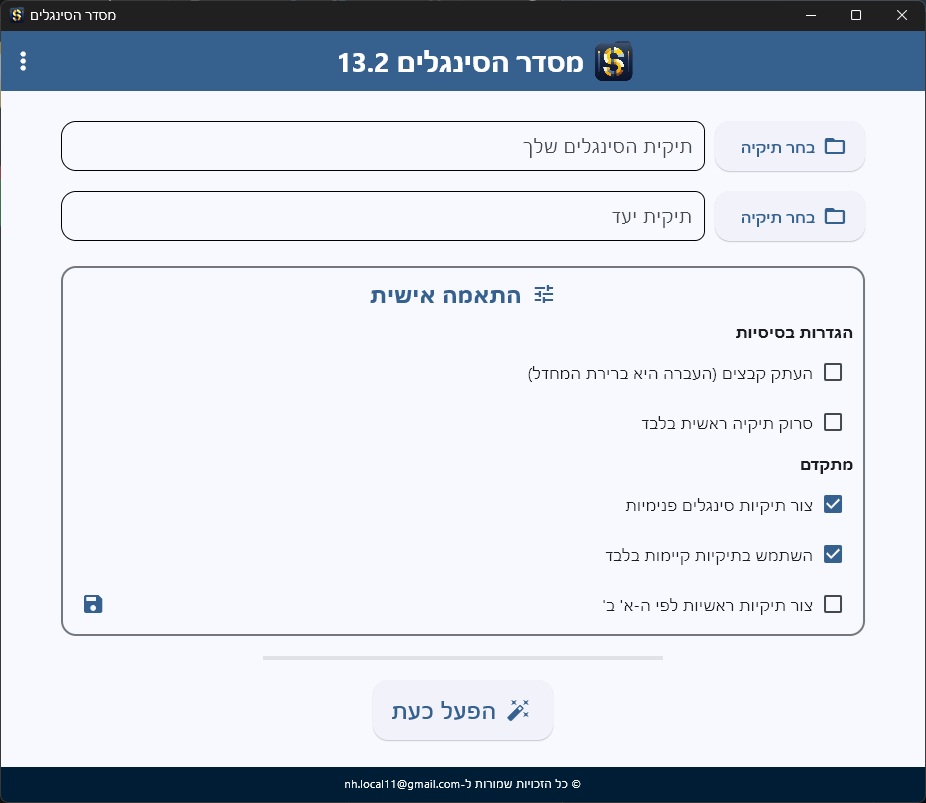 מסדר הסינגלים
מסדר הסינגלים 13.2
בחר תיקיה
תיקית הסינגלים שלך
בחר תיקיה
תיקית יעד
התאמה אישית
הגדרות בסיסיות
העתק קבצים (העברה היא ברירת המחדל)
סרוק תיקיה ראשית בלבד
מתקדם
צור תיקיות סינגלים פנימיות
השתמש בתיקיות קיימות בלבד
צור תיקיות ראשיות לפי ה-א' ב'
הפעל כעת
© כל הזכויות שמורות ל-nh.local11@gmail.com